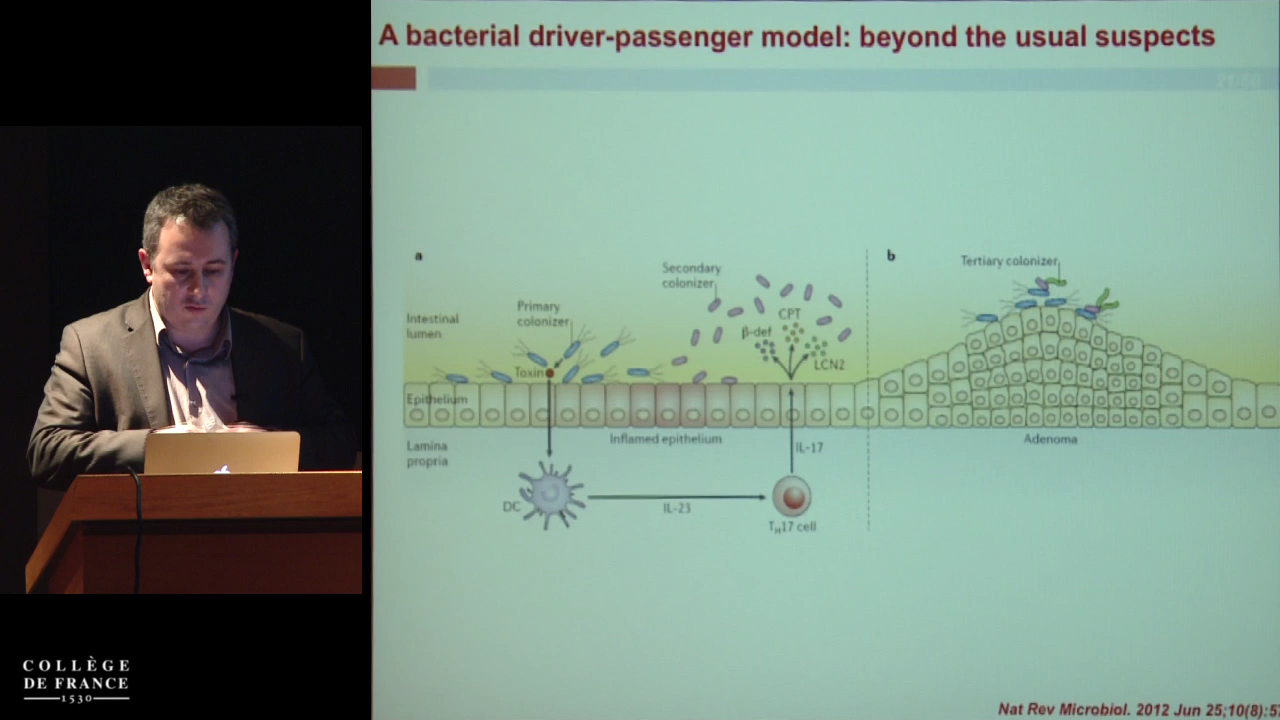 A bacterial driver-passenger model: beyond the usual suspects
a
b
Tertiary colonizer
Secondary
colonizer
Primary
colonizer
Intestinal
lumen
CPT
β-def
LCN2
Toxin
Epithelium
Inflamed epithelium
Adenoma
Lamina
propria
IL-17
DC
IL-23
TH17 cell
COLLÈGE
DE FRANCE
1530
Nat Rev Microbiol. 2012 Jun 25;10(8):5